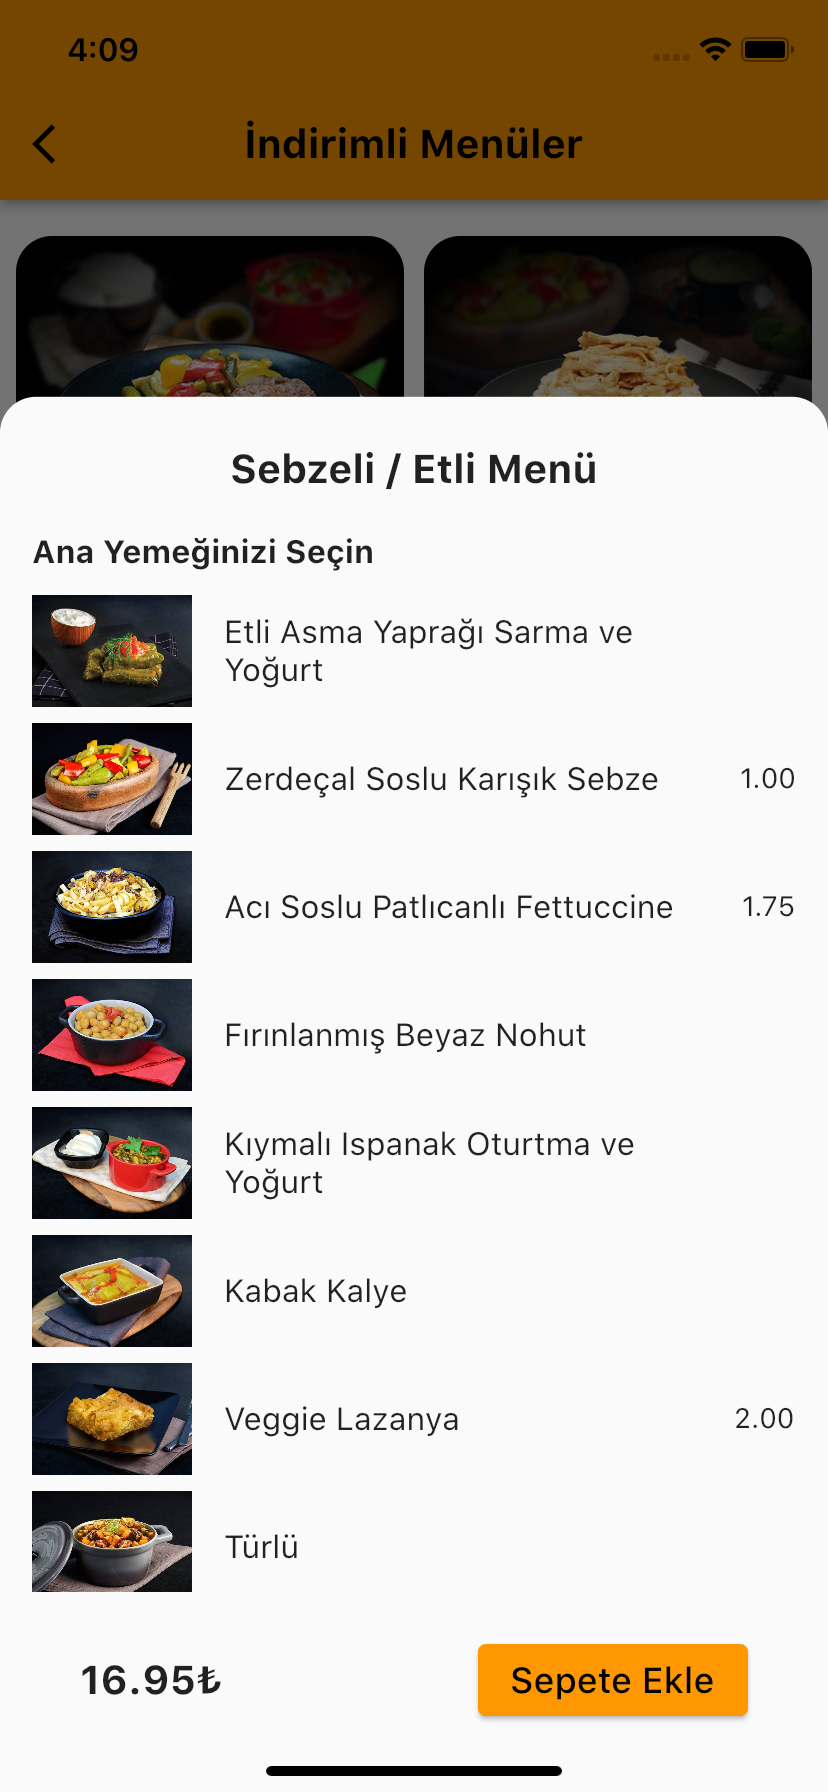 4:09
İndirimli Menüler
Sebzeli / Etli Menü
Ana Yemeğinizi Seçin
Etli Asma Yaprağı Sarma ve
Yoğurt
Zerdeçal Soslu Karışık Sebze 1.00
Acı Soslu Patlıcanlı Fettuccine 1.75
Fırınlanmış Beyaz Nohut
Kıymalı Ispanak Oturtma ve
Yoğurt
Kabak Kalye
Veggie Lazanya 2.00
Türlü
16.95₺ Sepete Ekle